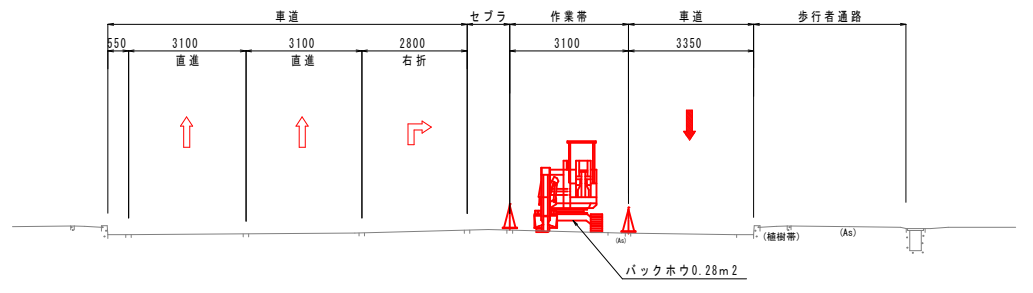 車道 セブラ 作業帯 車道 歩行者通路
550 3100 3100 2800 3100 3350
直進 直進 右折
(As) (植樹帯) (As)
バックホウ0.28m2